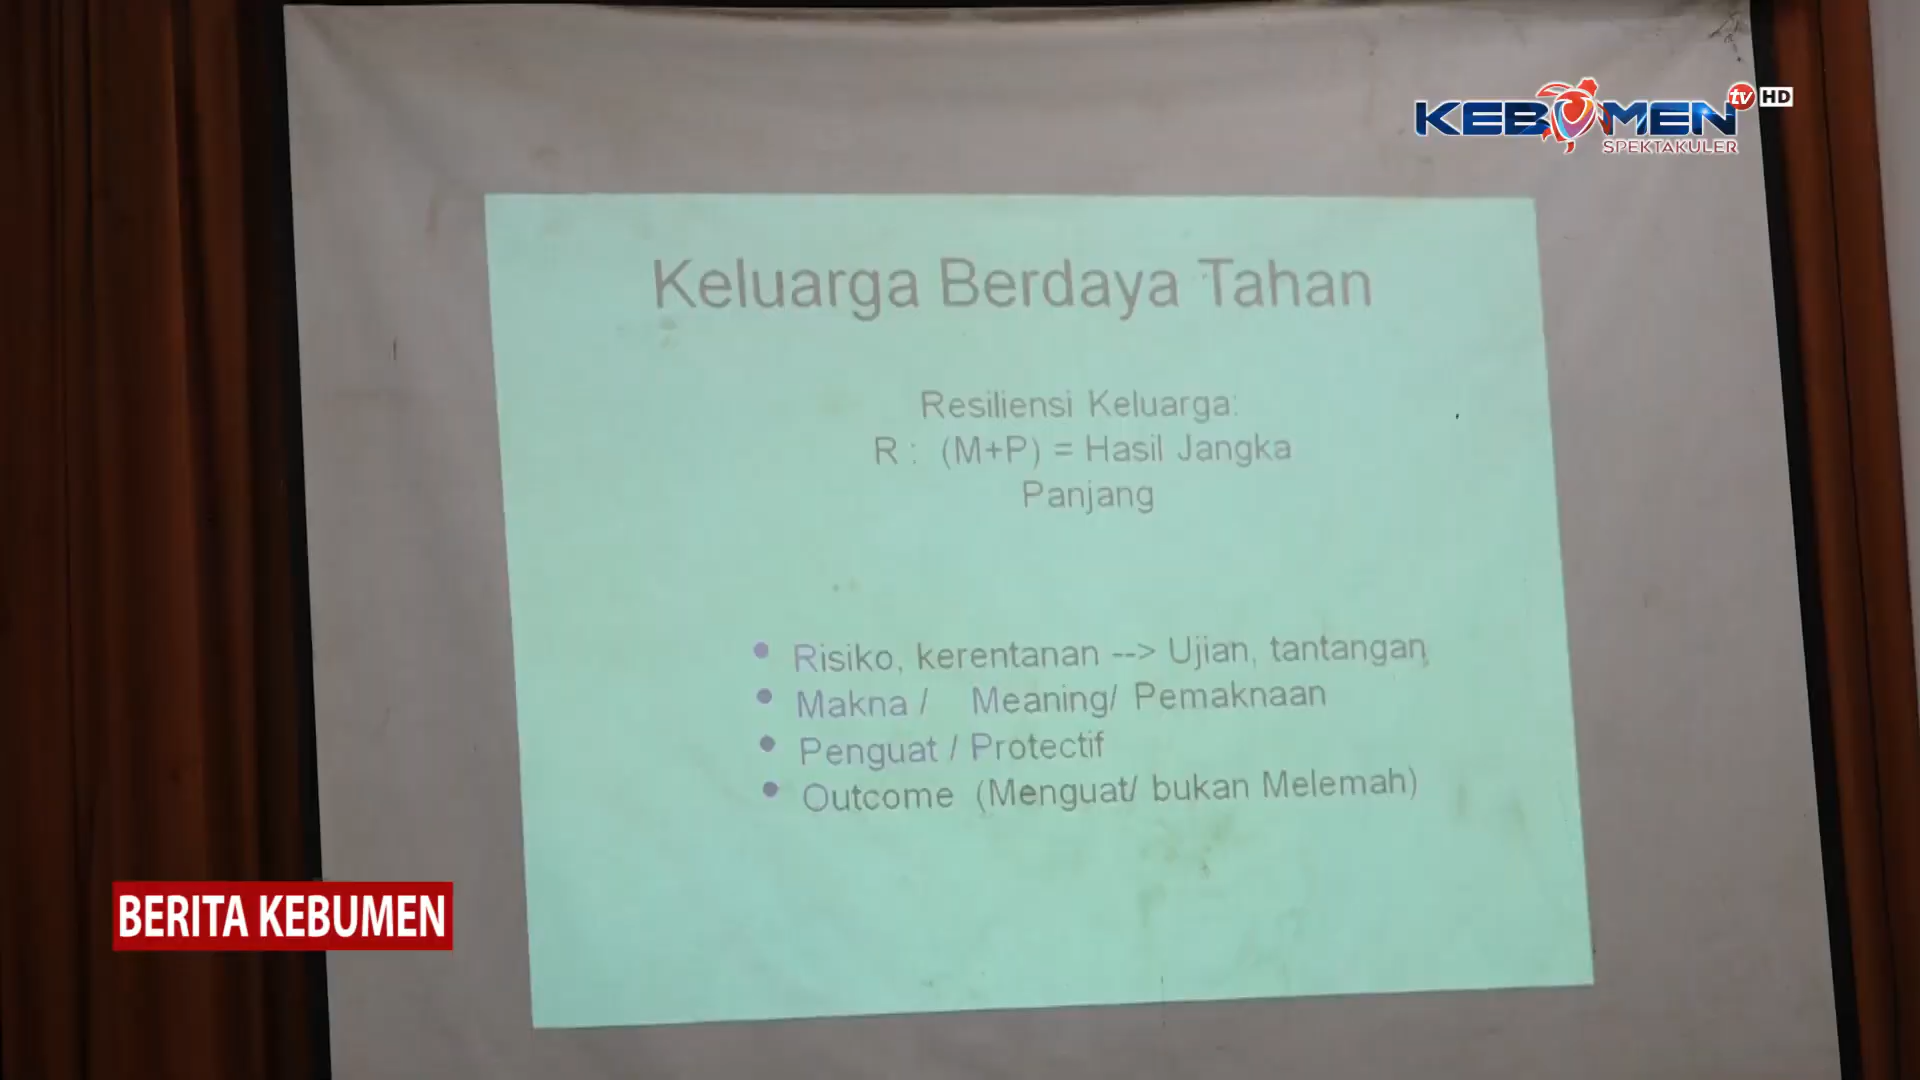 KEBUMEN tv HD
SPEKTAKULER
Keluarga Berdaya Tahan
Resiliensi Keluarga:
R : (M+P) = Hasil Jangka
Panjang
• Risiko, kerentanan --> Ujian, tantangan,
• Makna / Meaning/ Pemaknaan
• Penguat / Protectif
• Outcome (Menguat/ bukan Melemah)
BERITA KEBUMEN